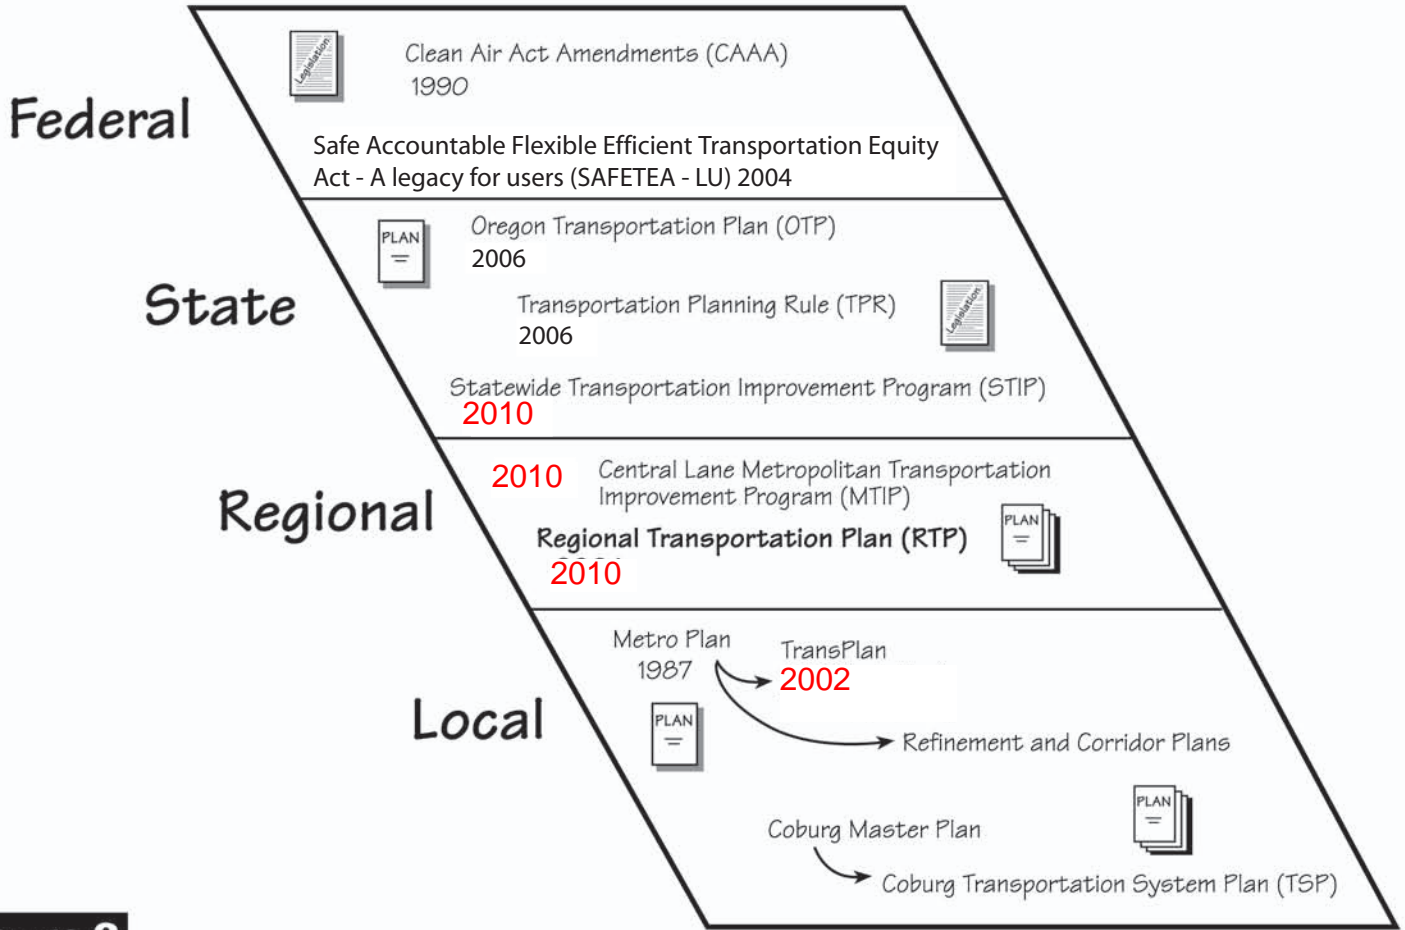 Federal
Legislation
Clean Air Act Amendments (CAAA)
1990
Safe Accountable Flexible Efficient Transportation Equity
Act - A legacy for users (SAFETEA - LU) 2004
State
PLAN
Oregon Transportation Plan (OTP)
2006
Transportation Planning Rule (TPR)
2006
Legislation
Statewide Transportation Improvement Program (STIP)
2010
Regional
2010
Central Lane Metropolitan Transportation
Improvement Program (MTIP)
Regional Transportation Plan (RTP)
2010
PLAN
Local
Metro Plan
1987
TransPlan
2002
PLAN
Refinement and Corridor Plans
PLAN
Coburg Master Plan
Coburg Transportation System Plan (TSP)